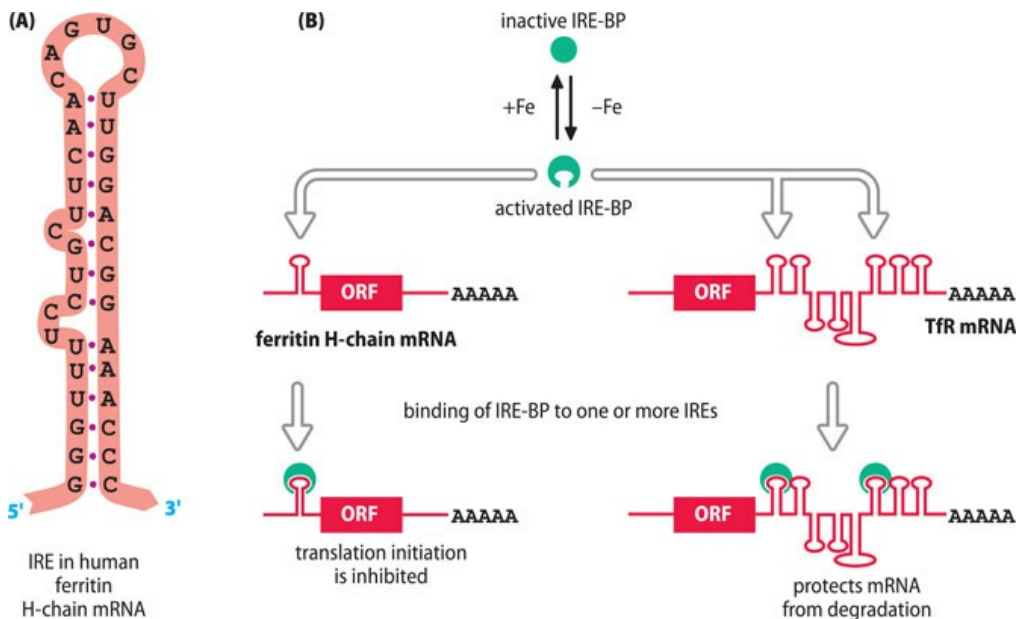 (A)
G U
A G
C C
A U
A U
C G
U G
U A
C
G C
U G
C G
C
U
U A
U A
U A
G C
G C
G C
5' 3'
IRE in human
ferritin
H-chain mRNA
(B)
inactive IRE-BP
+Fe –Fe
activated IRE-BP
ORF AAAAA
ferritin H-chain mRNA
ORF AAAAA
TfR mRNA
binding of IRE-BP to one or more IREs
ORF AAAAA
translation initiation
is inhibited
ORF AAAAA
protects mRNA
from degradation